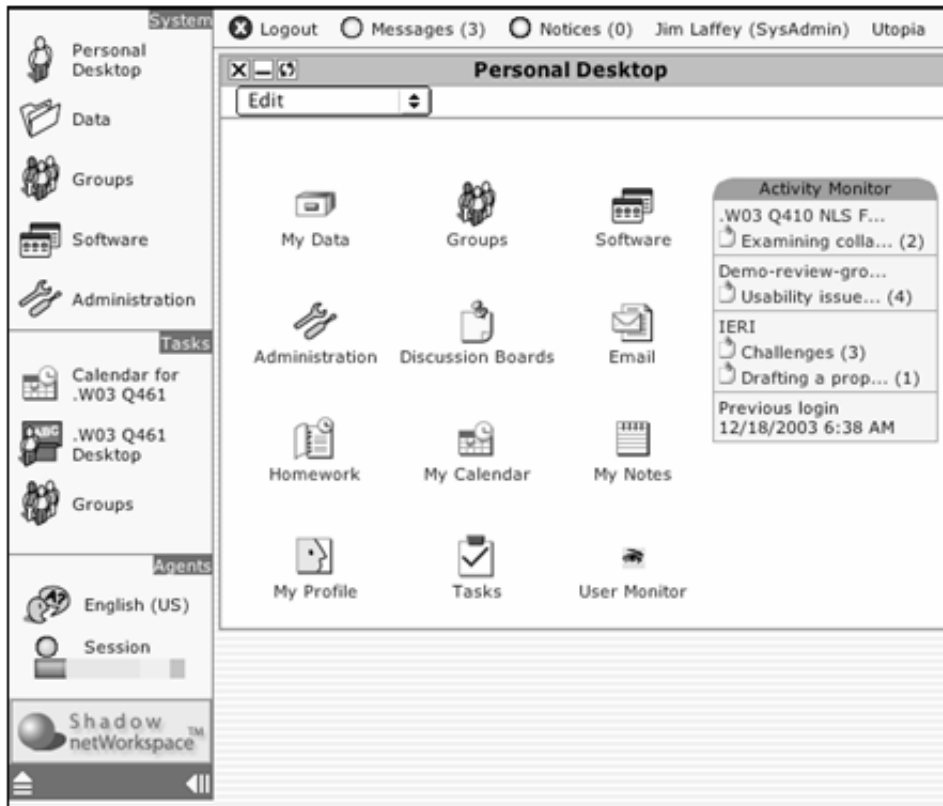 System
Personal
Desktop
Data
Groups
Software
Administration
Tasks
Calendar for
.W03 Q461
.W03 Q461
Desktop
Groups
Agents
English (US)
Session
Shadow
netWorkspace™
Logout Messages (3) Notices (0) Jim Laffey (SysAdmin) Utopia
Personal Desktop
Edit
My Data Groups Software
Administration Discussion Boards Email
Homework My Calendar My Notes
My Profile Tasks User Monitor
Activity Monitor
.W03 Q410 NLS F...
Examining colla... (2)
Demo-review-gro...
Usability issue... (4)
IERI
Challenges (3)
Drafting a prop... (1)
Previous login
12/18/2003 6:38 AM